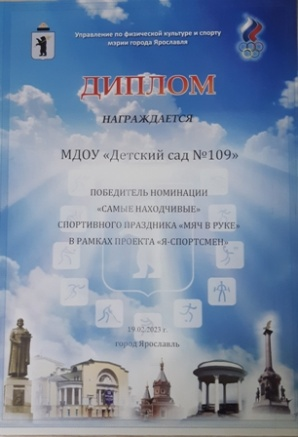 Управление по физической культуре и спорту
мэрии города Ярославля
ДИПЛОМ
НАГРАЖДАЕТСЯ
МДОУ «Детский сад №109»
ПОБЕДИТЕЛЬ НОМИНАЦИИ
«САМЫЕ НАХОДЧИВЫЕ»
СПОРТИВНОГО ПРАЗДНИКА «МЯЧ В РУКЕ»
В РАМКАХ ПРОЕКТА «Я-СПОРТСМЕН»
19.02.2023 г.
город Ярославль